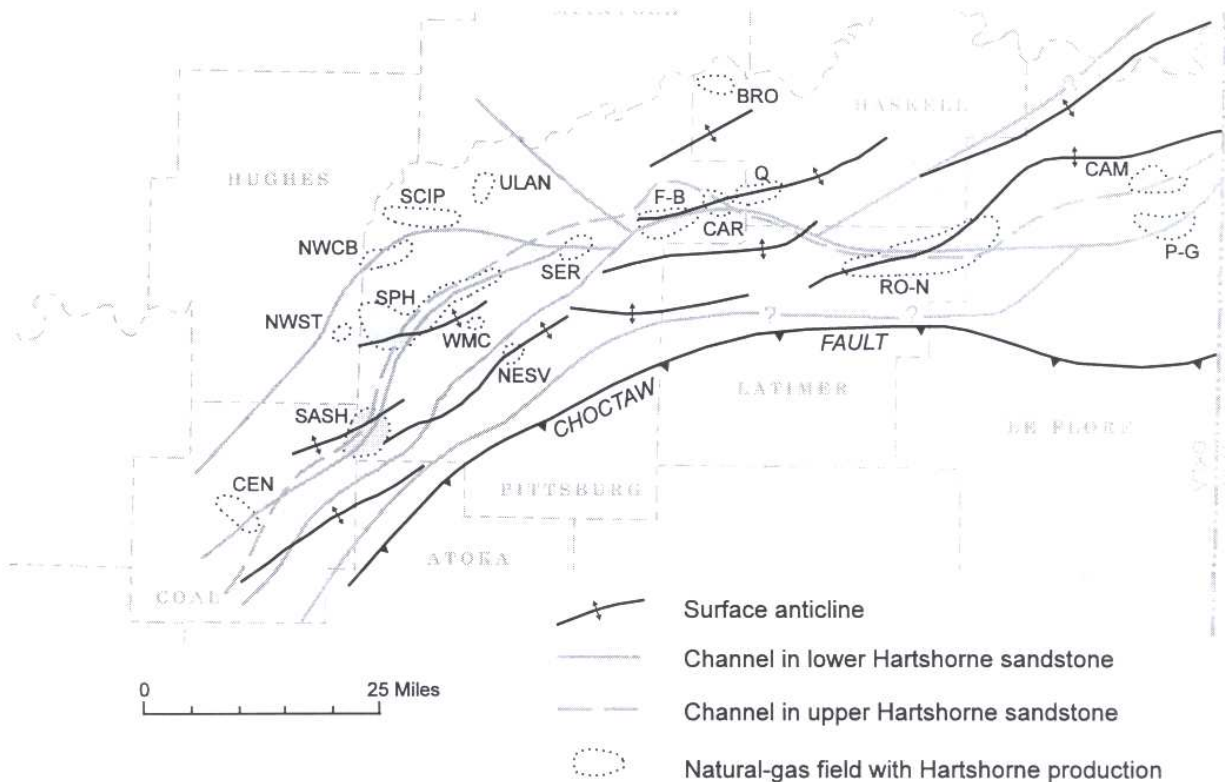 BRO
HASKELL
HUGHES
ULAN
SCIP
Q
F-B
CAM
CAR
NWCB
SER
P-G
RO-N
SPH
NWST
WMC
?
?
NESV
FAULT
LATIMER
CHOCTAW
SASH
LE FLORE
CEN
PITTSBURG
ATOKA
COAL
Surface anticline
Channel in lower Hartshorne sandstone
0 25 Miles
Channel in upper Hartshorne sandstone
Natural-gas field with Hartshorne production